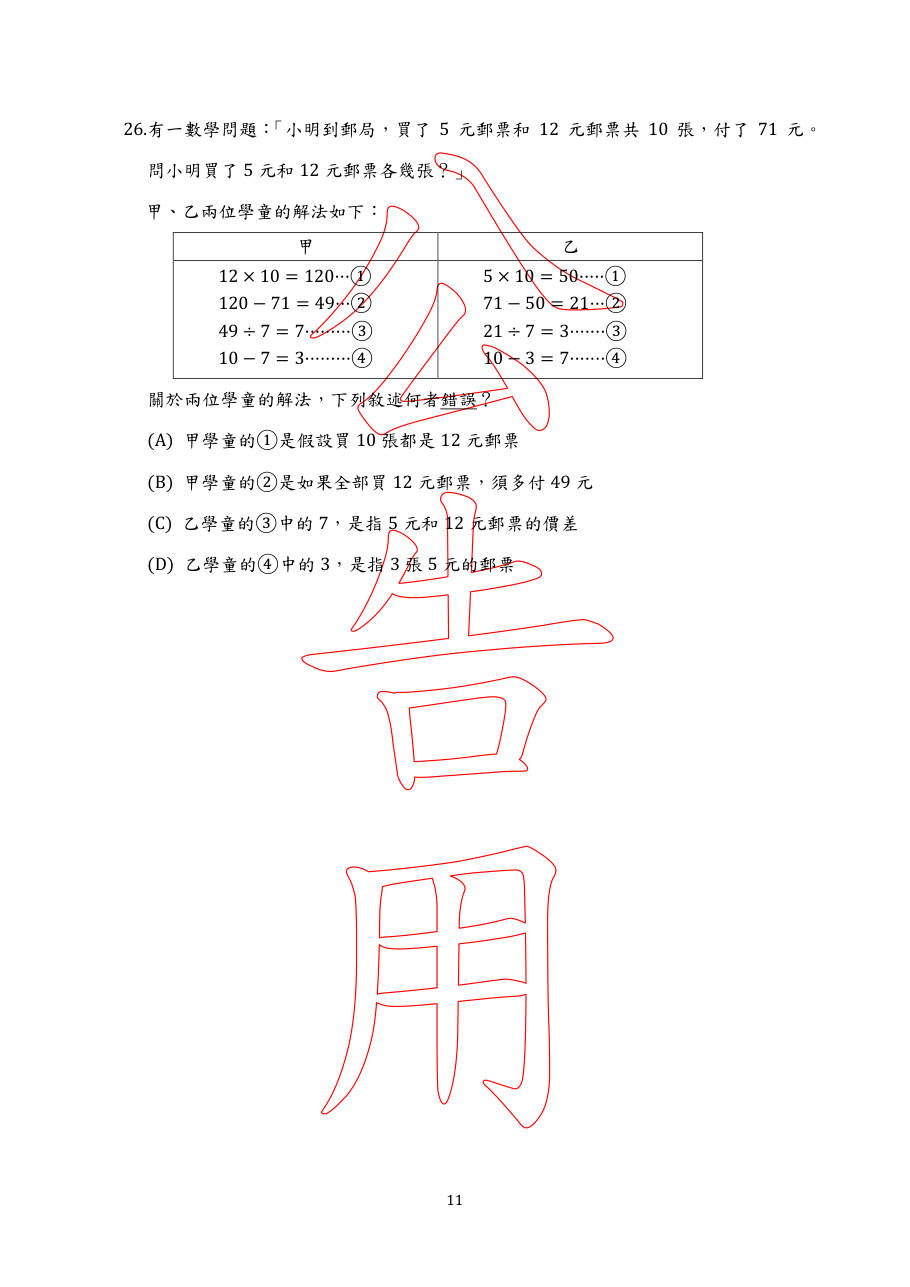 26.有一數學問題:「小明到郵局，買了 5 元郵票和 12 元郵票共 10 張，付了 71 元。
問小明買了 5 元和 12 元郵票各幾張？」
甲、乙兩位學童的解法如下：
甲 乙
12 × 10 = 120⋯① 5 × 10 = 50⋯⋯①
120 − 71 = 49⋯② 71 − 50 = 21⋯②
49 ÷ 7 = 7⋯⋯⋯③ 21 ÷ 7 = 3⋯⋯③
10 − 7 = 3⋯⋯⋯④ 10 − 3 = 7⋯⋯④
關於兩位學童的解法，下列敘述何者錯誤？
(A) 甲學童的①是假設買 10 張都是 12 元郵票
(B) 甲學童的②是如果全部買 12 元郵票，須多付 49 元
(C) 乙學童的③中的 7，是指 5 元和 12 元郵票的價差
(D) 乙學童的④中的 3，是指 3 張 5 元的郵票
公告用
11